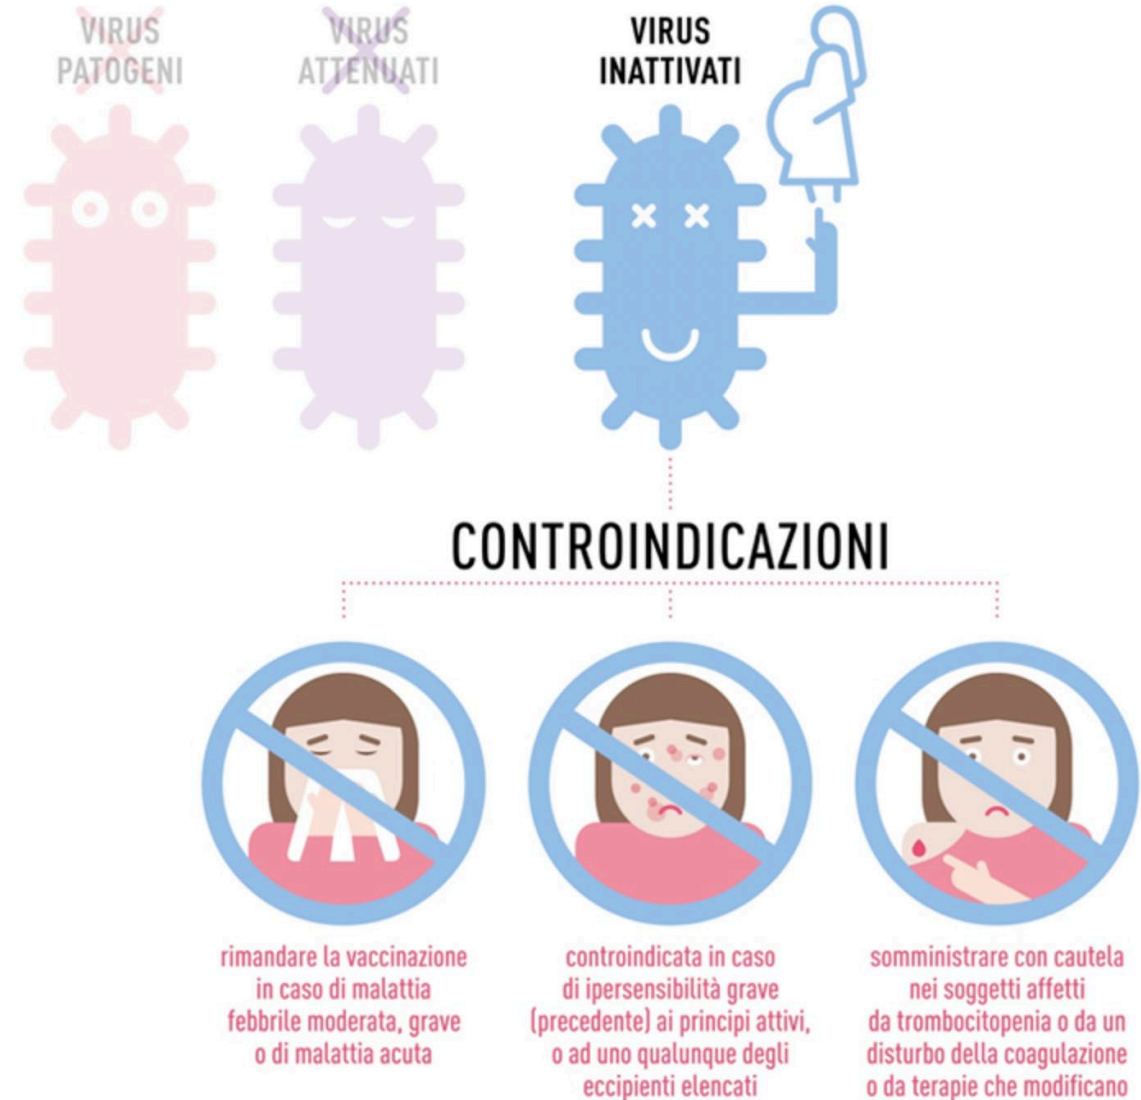 VIRUS
PATOGENI
VIRUS
ATTENUATI
VIRUS
INATTIVATI
CONTROINDICAZIONI
rimandare la vaccinazione
in caso di malattia
febbrile moderata, grave
o di malattia acuta
controindicata in caso
di ipersensibilità grave
(precedente) ai principi attivi,
o ad uno qualunque degli
eccipienti elencati
somministrare con cautela
nei soggetti affetti
da trombocitopenia o da un
disturbo della coagulazione
o da terapie che modificano